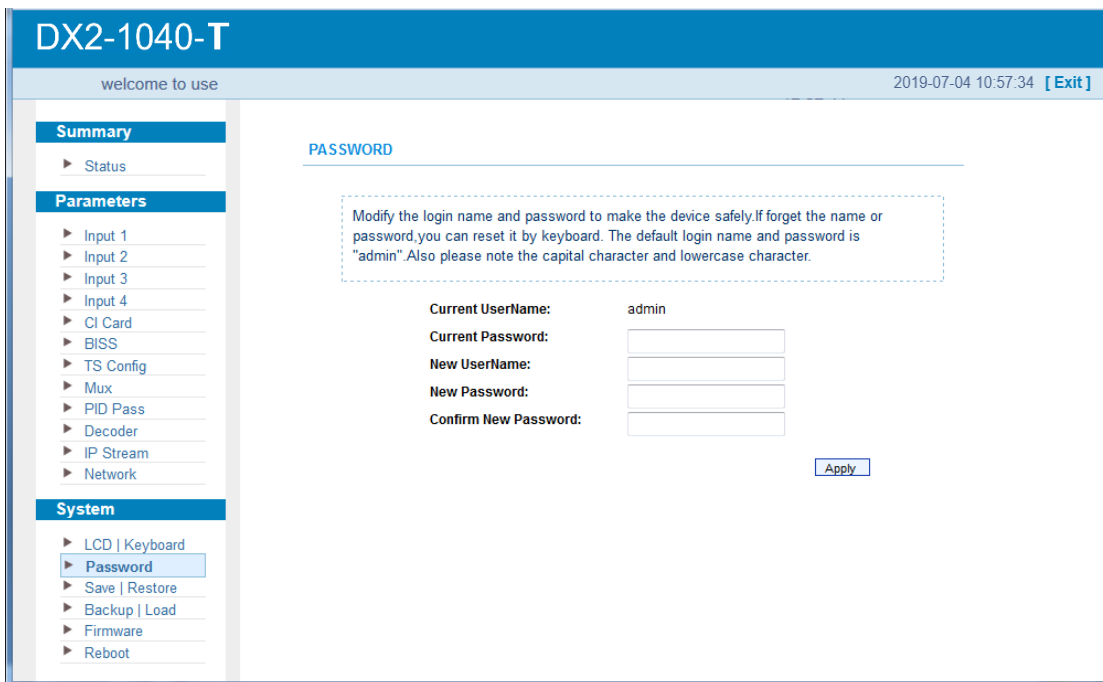 DX2-1040-T
welcome to use
2019-07-04 10:57:34 [ Exit ]
Summary
Status
Parameters
Input 1
Input 2
Input 3
Input 4
CI Card
BISS
TS Config
Mux
PID Pass
Decoder
IP Stream
Network
System
LCD | Keyboard
Password
Save | Restore
Backup | Load
Firmware
Reboot
PASSWORD
Modify the login name and password to make the device safely.If forget the name or
password,you can reset it by keyboard. The default login name and password is
"admin".Also please note the capital character and lowercase character.
Current UserName: admin
Current Password:
New UserName:
New Password:
Confirm New Password:
Apply